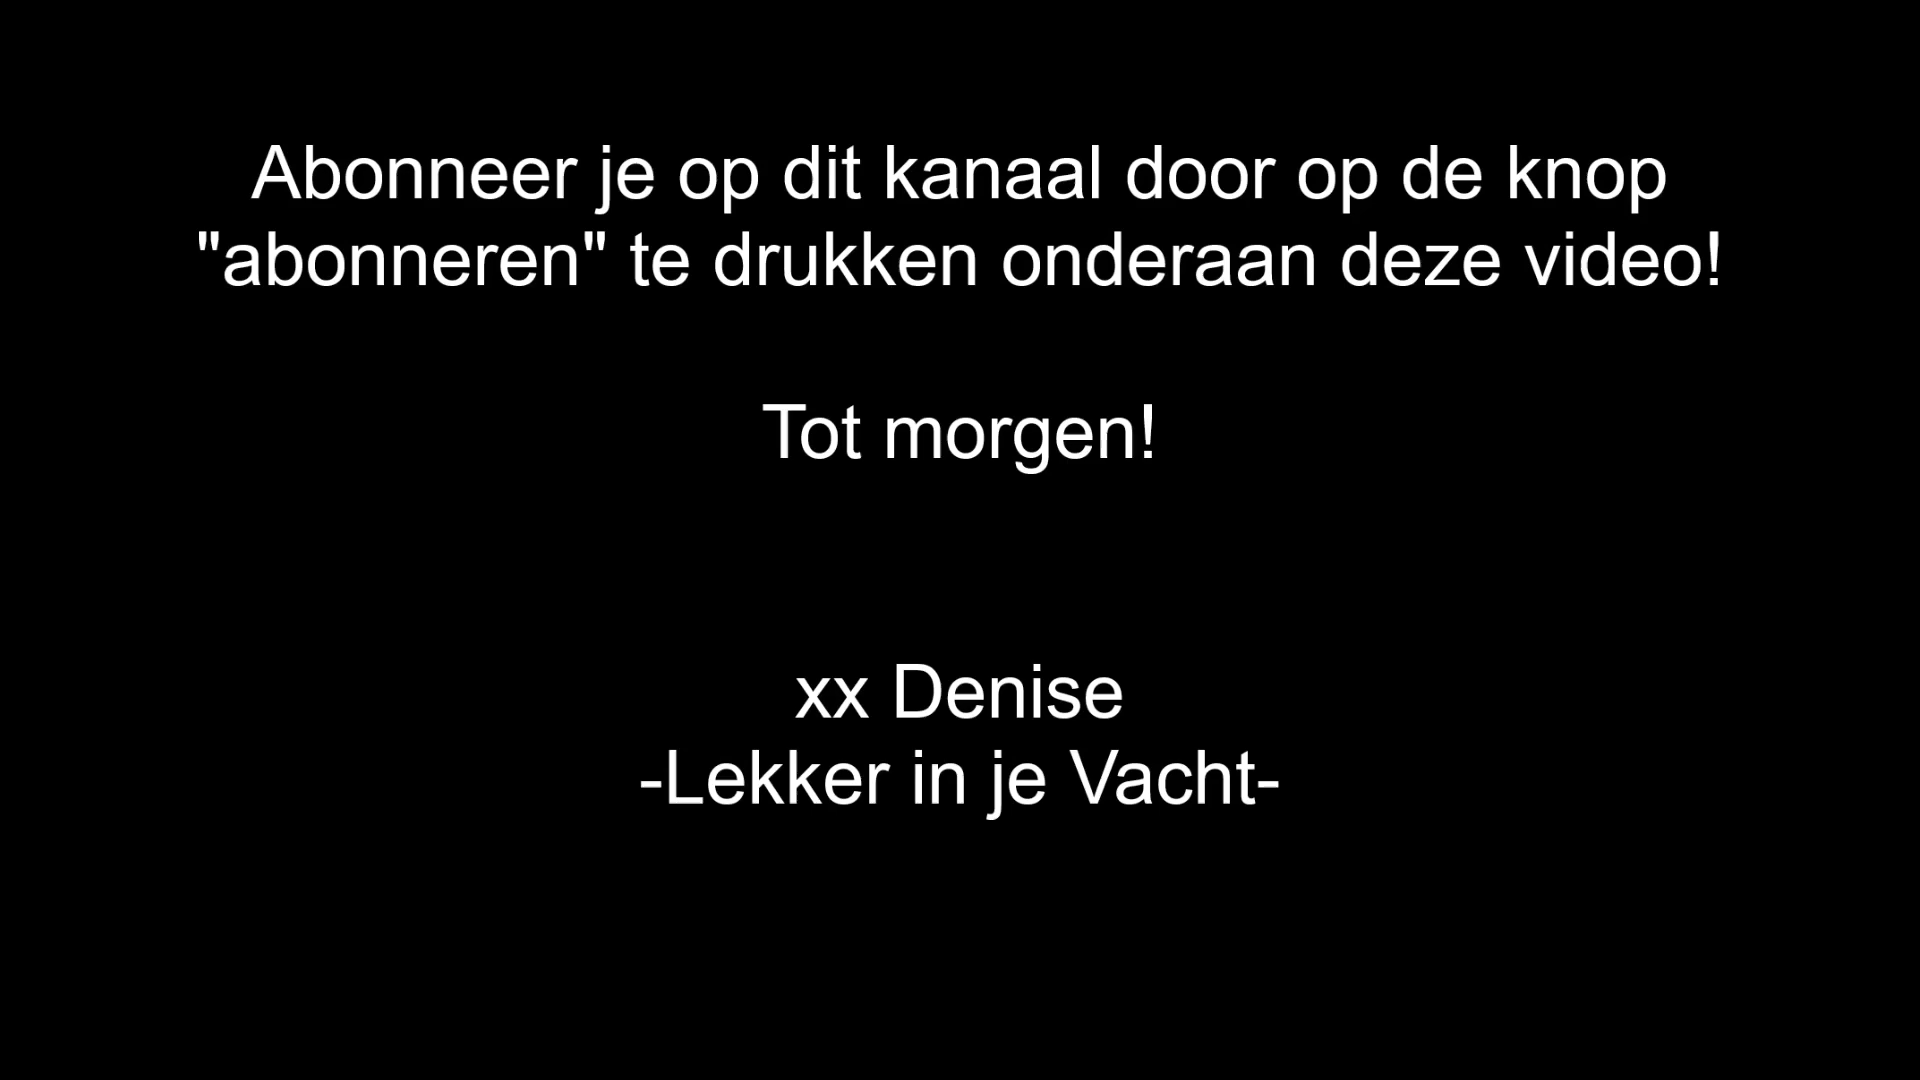 Abonneer je op dit kanaal door op de knop
"abonneren" te drukken onderaan deze video!
Tot morgen!
xx Denise
-Lekker in je Vacht-